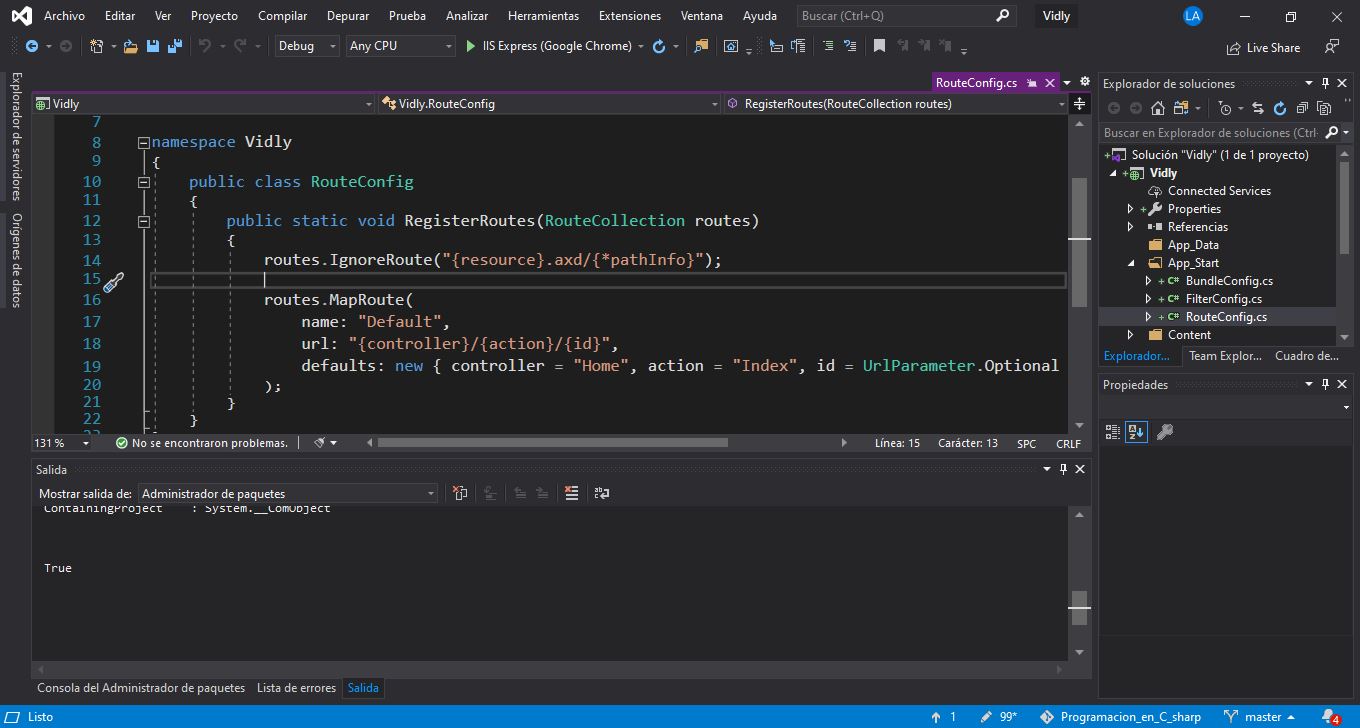 Archivo Editar Ver Proyecto Compilar Depurar Prueba Analizar Herramientas Extensiones Ventana Ayuda Buscar (Ctrl+Q) Vidly LA
Debug Any CPU IIS Express (Google Chrome) Live Share
Explorador de servidores
Orígenes de datos
RouteConfig.cs
Vidly Vidly.RouteConfig RegisterRoutes(RouteCollection routes)
7
8 namespace Vidly
9 {
10 public class RouteConfig
11 {
12 public static void RegisterRoutes(RouteCollection routes)
13 {
14 routes.IgnoreRoute("{resource}.axd/{*pathInfo}");
15
16 routes.MapRoute(
17 name: "Default",
18 url: "{controller}/{action}/{id}",
19 defaults: new { controller = "Home", action = "Index", id = UrlParameter.Optional
20 );
21 }
22 }
131 % No se encontraron problemas. Línea: 15 Carácter: 13 SPC CRLF
Salida
Mostrar salida de: Administrador de paquetes
ContainingProject : System.__ComObject
True
Consola del Administrador de paquetes Lista de errores Salida
Explorador de soluciones
Buscar en Explorador de soluciones (Ctrl
Solución "Vidly" (1 de 1 proyecto)
Vidly
Connected Services
Properties
Referencias
App_Data
App_Start
C# BundleConfig.cs
C# FilterConfig.cs
C# RouteConfig.cs
Content
Explorador... Team Explor... Cuadro de...
Propiedades
Listo 1 99* Programacion_en_C_sharp master 4